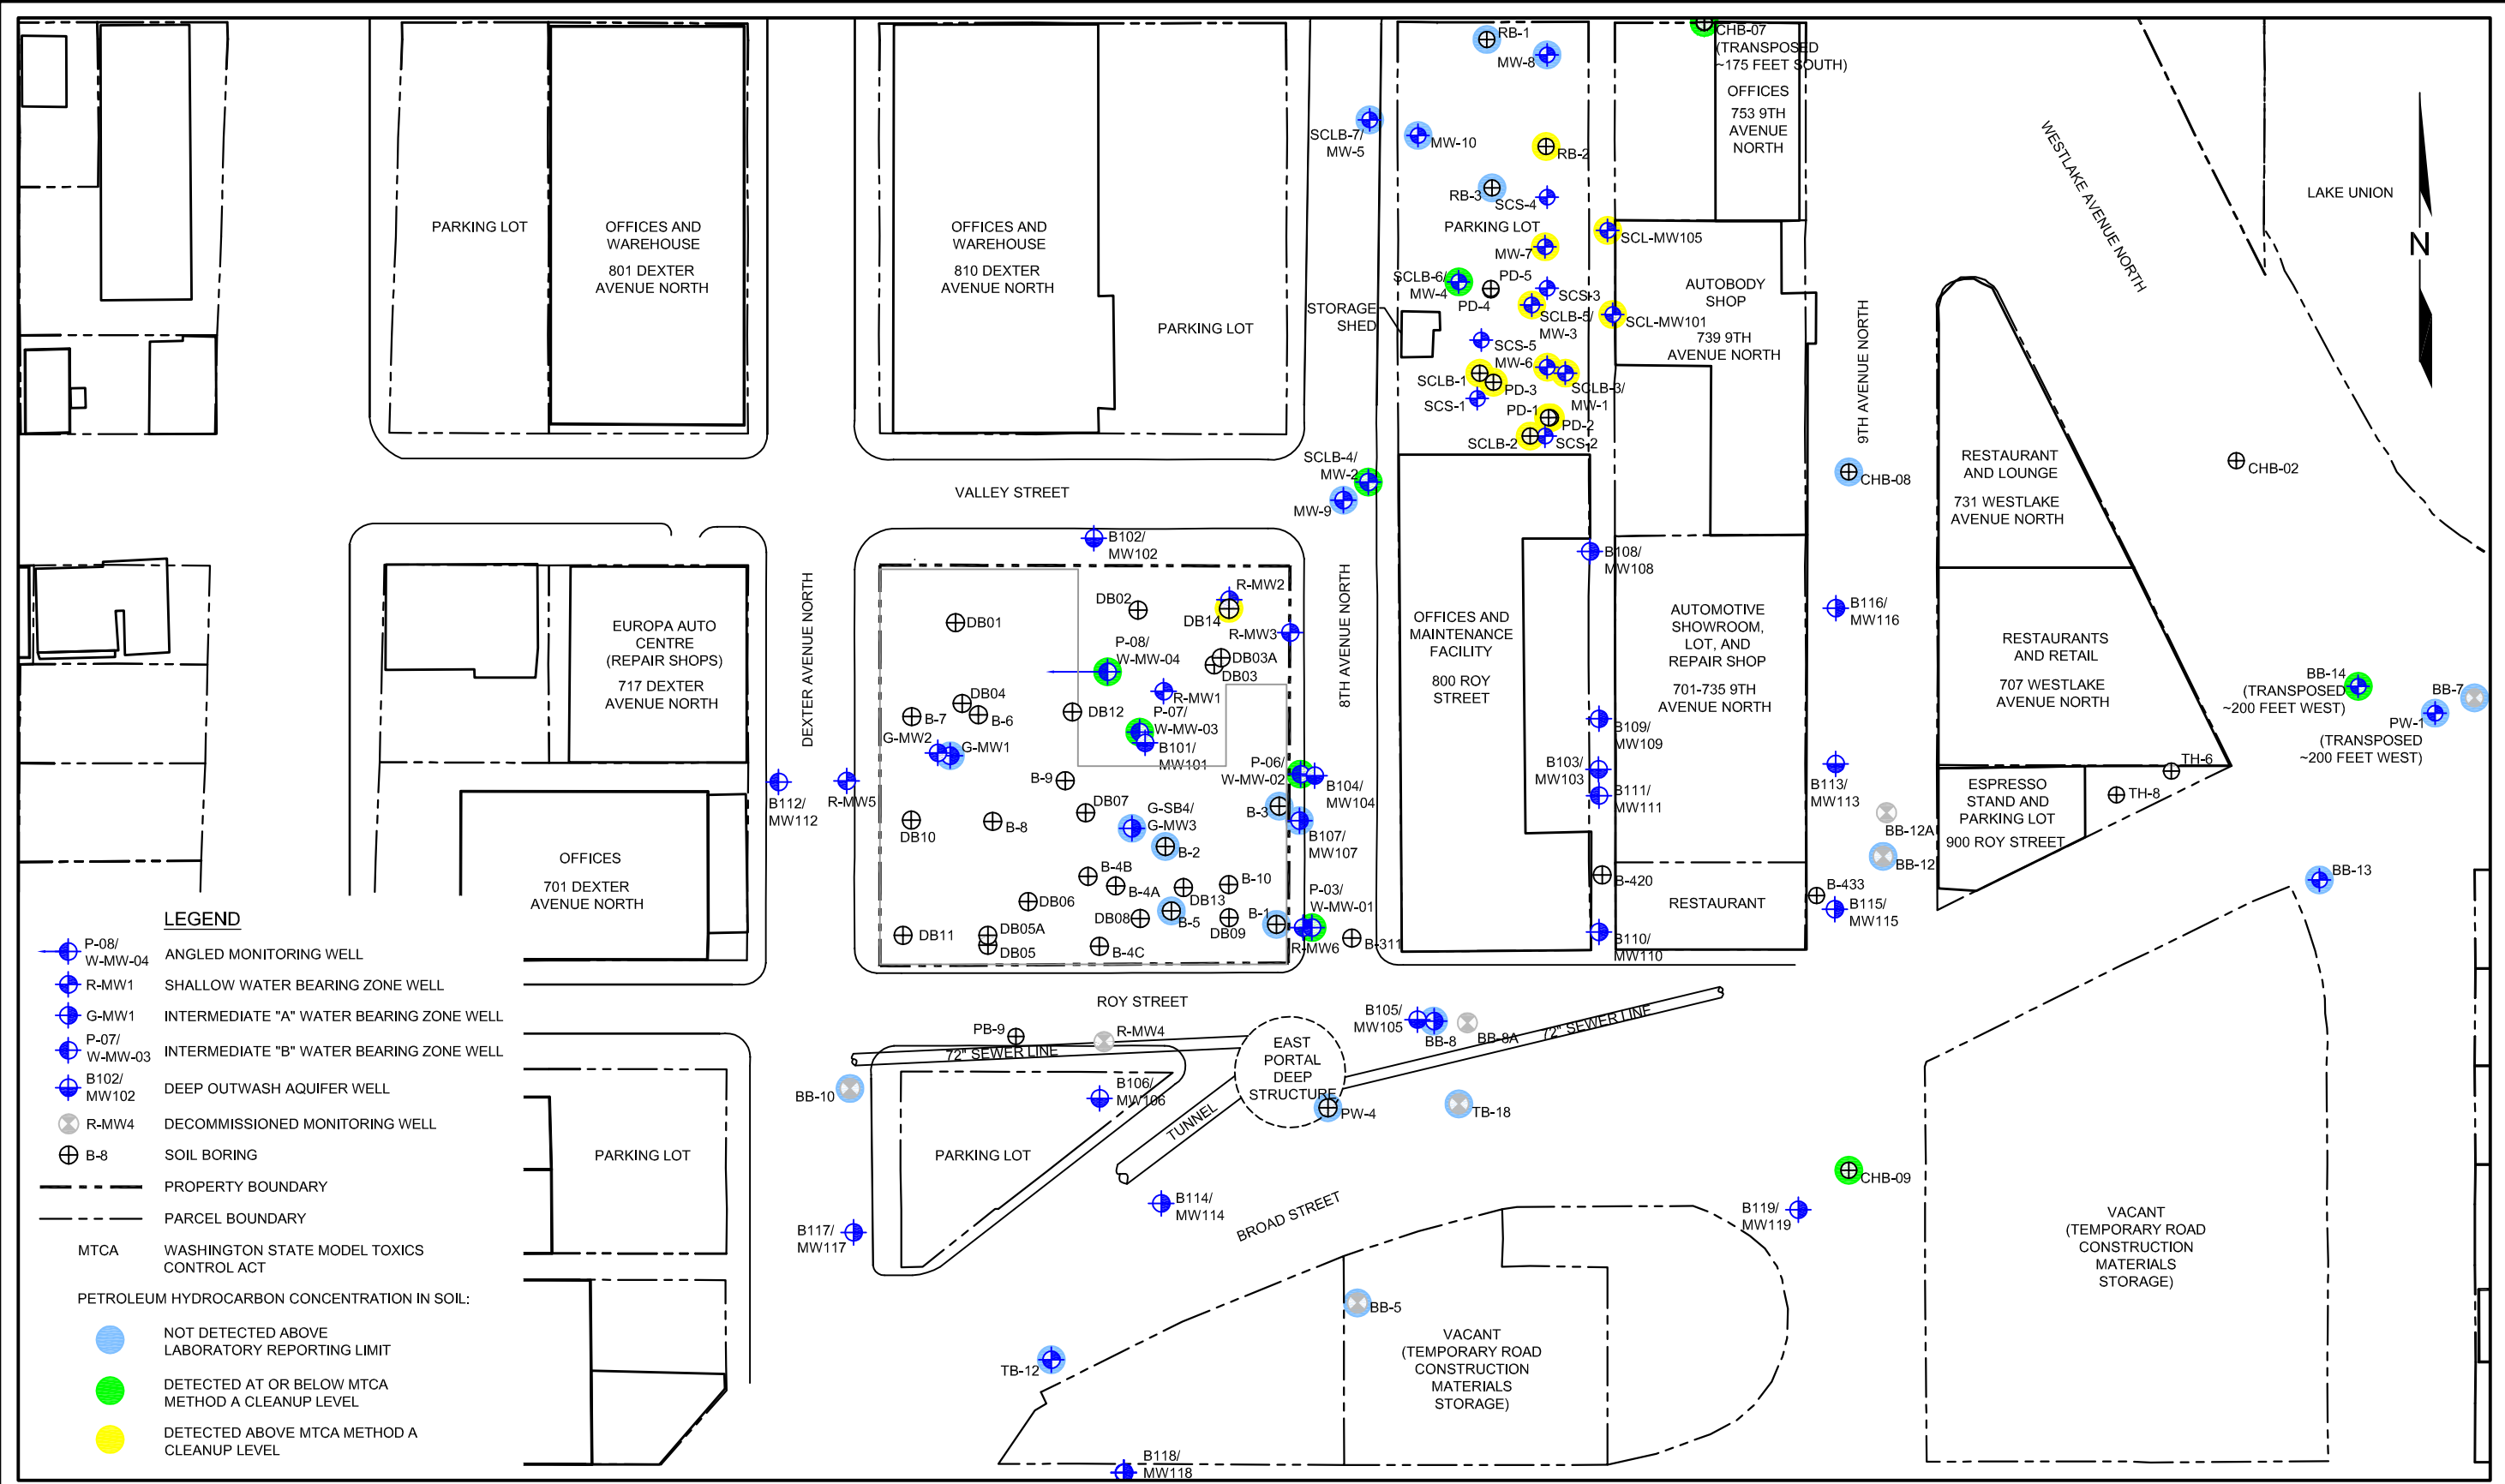 RB-1
MW-8
CHB-07
(TRANSPOSED
~175 FEET SOUTH)
OFFICES
753 9TH
AVENUE
NORTH
SCLB-7/
MW-5
MW-10
RB-2
RB-3
SCS-4
PARKING LOT
MW-7
SCL-MW105
SCLB-6/
MW-4
PD-5
PD-4
SCS-3
SCLB-5/
MW-3
SCL-MW101
STORAGE
SHED
SCS-5
MW-6
SCLB-1
PD-3
SCLB-3/
MW-1
SCS-1
PD-1
PD-2
SCLB-2
SCS-2
AUTOBODY
SHOP
739 9TH
AVENUE NORTH
WESTLAKE AVENUE NORTH
LAKE UNION
N
9TH AVENUE NORTH
PARKING LOT
OFFICES AND
WAREHOUSE
801 DEXTER
AVENUE NORTH
OFFICES AND
WAREHOUSE
810 DEXTER
AVENUE NORTH
PARKING LOT
SCLB-4/
MW-2
MW-9
VALLEY STREET
CHB-08
CHB-02
RESTAURANT
AND LOUNGE
731 WESTLAKE
AVENUE NORTH
B102/
MW102
B108/
MW108
DEXTER AVENUE NORTH
8TH AVENUE NORTH
EUROPA AUTO
CENTRE
(REPAIR SHOPS)
717 DEXTER
AVENUE NORTH
DB01
DB02
R-MW2
DB14
R-MW3
P-08/
W-MW-04
DB03A
DB03
R-MW1
DB04
B-7
B-6
DB12
P-07/
W-MW-03
G-MW2
G-MW1
B101/
MW101
B-9
P-06/
W-MW-02
B104/
MW104
B112/
MW112
R-MW5
DB07
G-SB4/
G-MW3
B-3
B107/
MW107
DB10
B-8
B-2
B-4B
B-4A
DB13
B-10
P-03/
W-MW-01
DB06
DB08
B-5
DB09
B-1
R-MW6
B-311
DB11
DB05A
DB05
B-4C
OFFICES AND
MAINTENANCE
FACILITY
800 ROY
STREET
AUTOMOTIVE
SHOWROOM,
LOT, AND
REPAIR SHOP
701-735 9TH
AVENUE NORTH
B109/
MW109
B103/
MW103
B111/
MW111
B-420
RESTAURANT
B110/
MW110
B116/
MW116
B113/
MW113
BB-12A
BB-12
B-433
B115/
MW115
RESTAURANTS
AND RETAIL
707 WESTLAKE
AVENUE NORTH
ESPRESSO
STAND AND
PARKING LOT
900 ROY STREET
TH-6
TH-8
BB-14
(TRANSPOSED
~200 FEET WEST)
BB-7
PW-1
(TRANSPOSED
~200 FEET WEST)
BB-13
OFFICES
701 DEXTER
AVENUE NORTH
ROY STREET
PB-9
R-MW4
72" SEWER LINE
EAST
PORTAL
DEEP
STRUCTURE
B105/
MW105
BB-8
BB-8A
72" SEWER LINE
BB-10
B106/
MW106
TUNNEL
PW-4
TB-18
PARKING LOT
PARKING LOT
B114/
MW114
BROAD STREET
B117/
MW117
CHB-09
B119/
MW119
BB-5
TB-12
B118/
MW118
VACANT
(TEMPORARY ROAD
CONSTRUCTION
MATERIALS
STORAGE)
VACANT
(TEMPORARY ROAD
CONSTRUCTION
MATERIALS
STORAGE)
LEGEND
P-08/
W-MW-04 ANGLED MONITORING WELL
R-MW1 SHALLOW WATER BEARING ZONE WELL
G-MW1 INTERMEDIATE "A" WATER BEARING ZONE WELL
P-07/
W-MW-03 INTERMEDIATE "B" WATER BEARING ZONE WELL
B102/
MW102 DEEP OUTWASH AQUIFER WELL
R-MW4 DECOMMISSIONED MONITORING WELL
B-8 SOIL BORING
PROPERTY BOUNDARY
PARCEL BOUNDARY
MTCA WASHINGTON STATE MODEL TOXICS
CONTROL ACT
PETROLEUM HYDROCARBON CONCENTRATION IN SOIL:
NOT DETECTED ABOVE
LABORATORY REPORTING LIMIT
DETECTED AT OR BELOW MTCA
METHOD A CLEANUP LEVEL
DETECTED ABOVE MTCA METHOD A
CLEANUP LEVEL